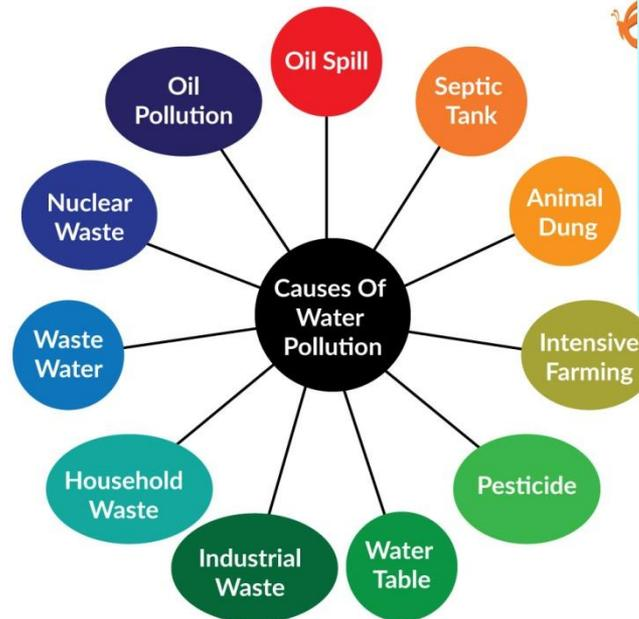 Oil Spill
Septic
Tank
Animal
Dung
Intensive
Farming
Pesticide
Water
Table
Industrial
Waste
Household
Waste
Waste
Water
Nuclear
Waste
Oil
Pollution
Causes Of
Water
Pollution